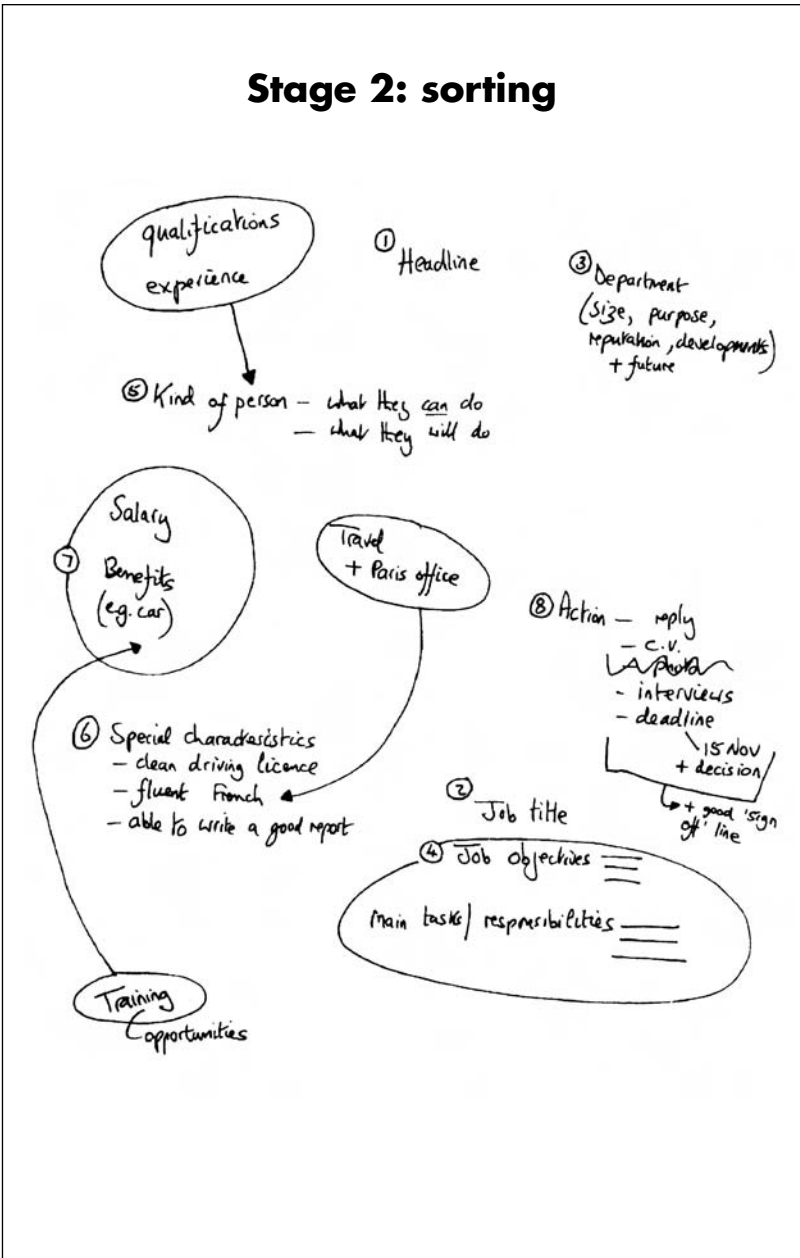 Stage 2: sorting
qualifications
experience
① Headline
③ Department
(size, purpose,
reputation, developments)
+ future
⑤ Kind of person – what they can do
– what they will do
Salary
⑦ Benefits
(e.g. car)
Travel
+ Paris office
⑧ Action – reply
– C.V.
- interviews
- deadline
15 Nov
+ decision
+ good 'sign
off' line
⑥ Special characteristics
– clean driving licence
– fluent French
– able to write a good report
② Job title
④ Job objectives
Main tasks/ responsibilities
Training
opportunities